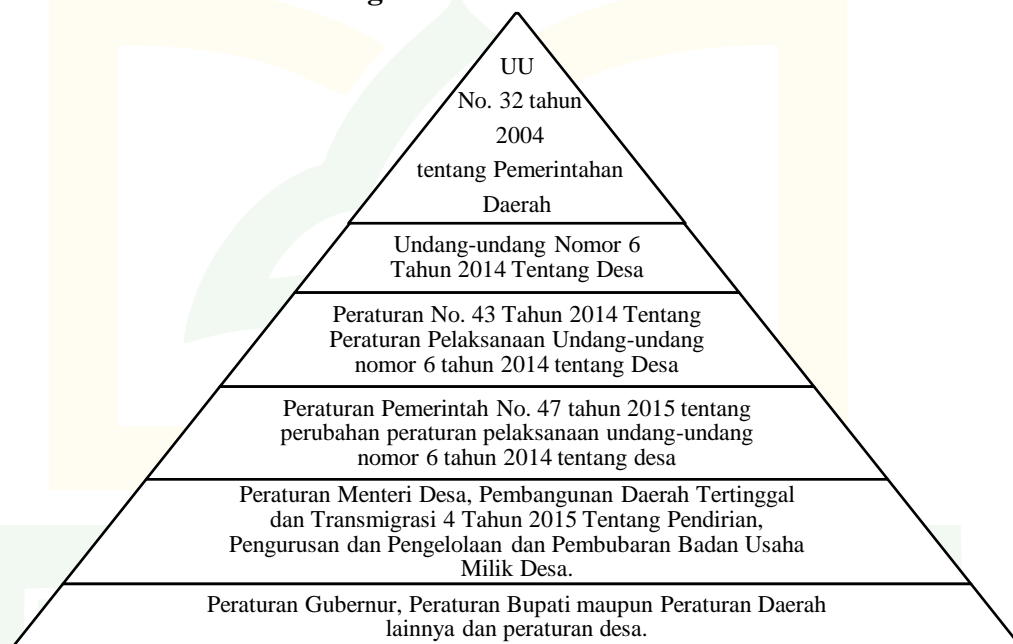 UU
No. 32 tahun
2004
tentang Pemerintahan
Daerah
Undang-undang Nomor 6
Tahun 2014 Tentang Desa
Peraturan No. 43 Tahun 2014 Tentang
Peraturan Pelaksanaan Undang-undang
nomor 6 tahun 2014 tentang Desa
Peraturan Pemerintah No. 47 tahun 2015 tentang
perubahan peraturan pelaksanaan undang-undang
nomor 6 tahun 2014 tentang desa
Peraturan Menteri Desa, Pembangunan Daerah Tertinggal
dan Transmigrasi 4 Tahun 2015 Tentang Pendirian,
Pengurusan dan Pengelolaan dan Pembubaran Badan Usaha
Milik Desa.
Peraturan Gubernur, Peraturan Bupati maupun Peraturan Daerah
lainnya dan peraturan desa.